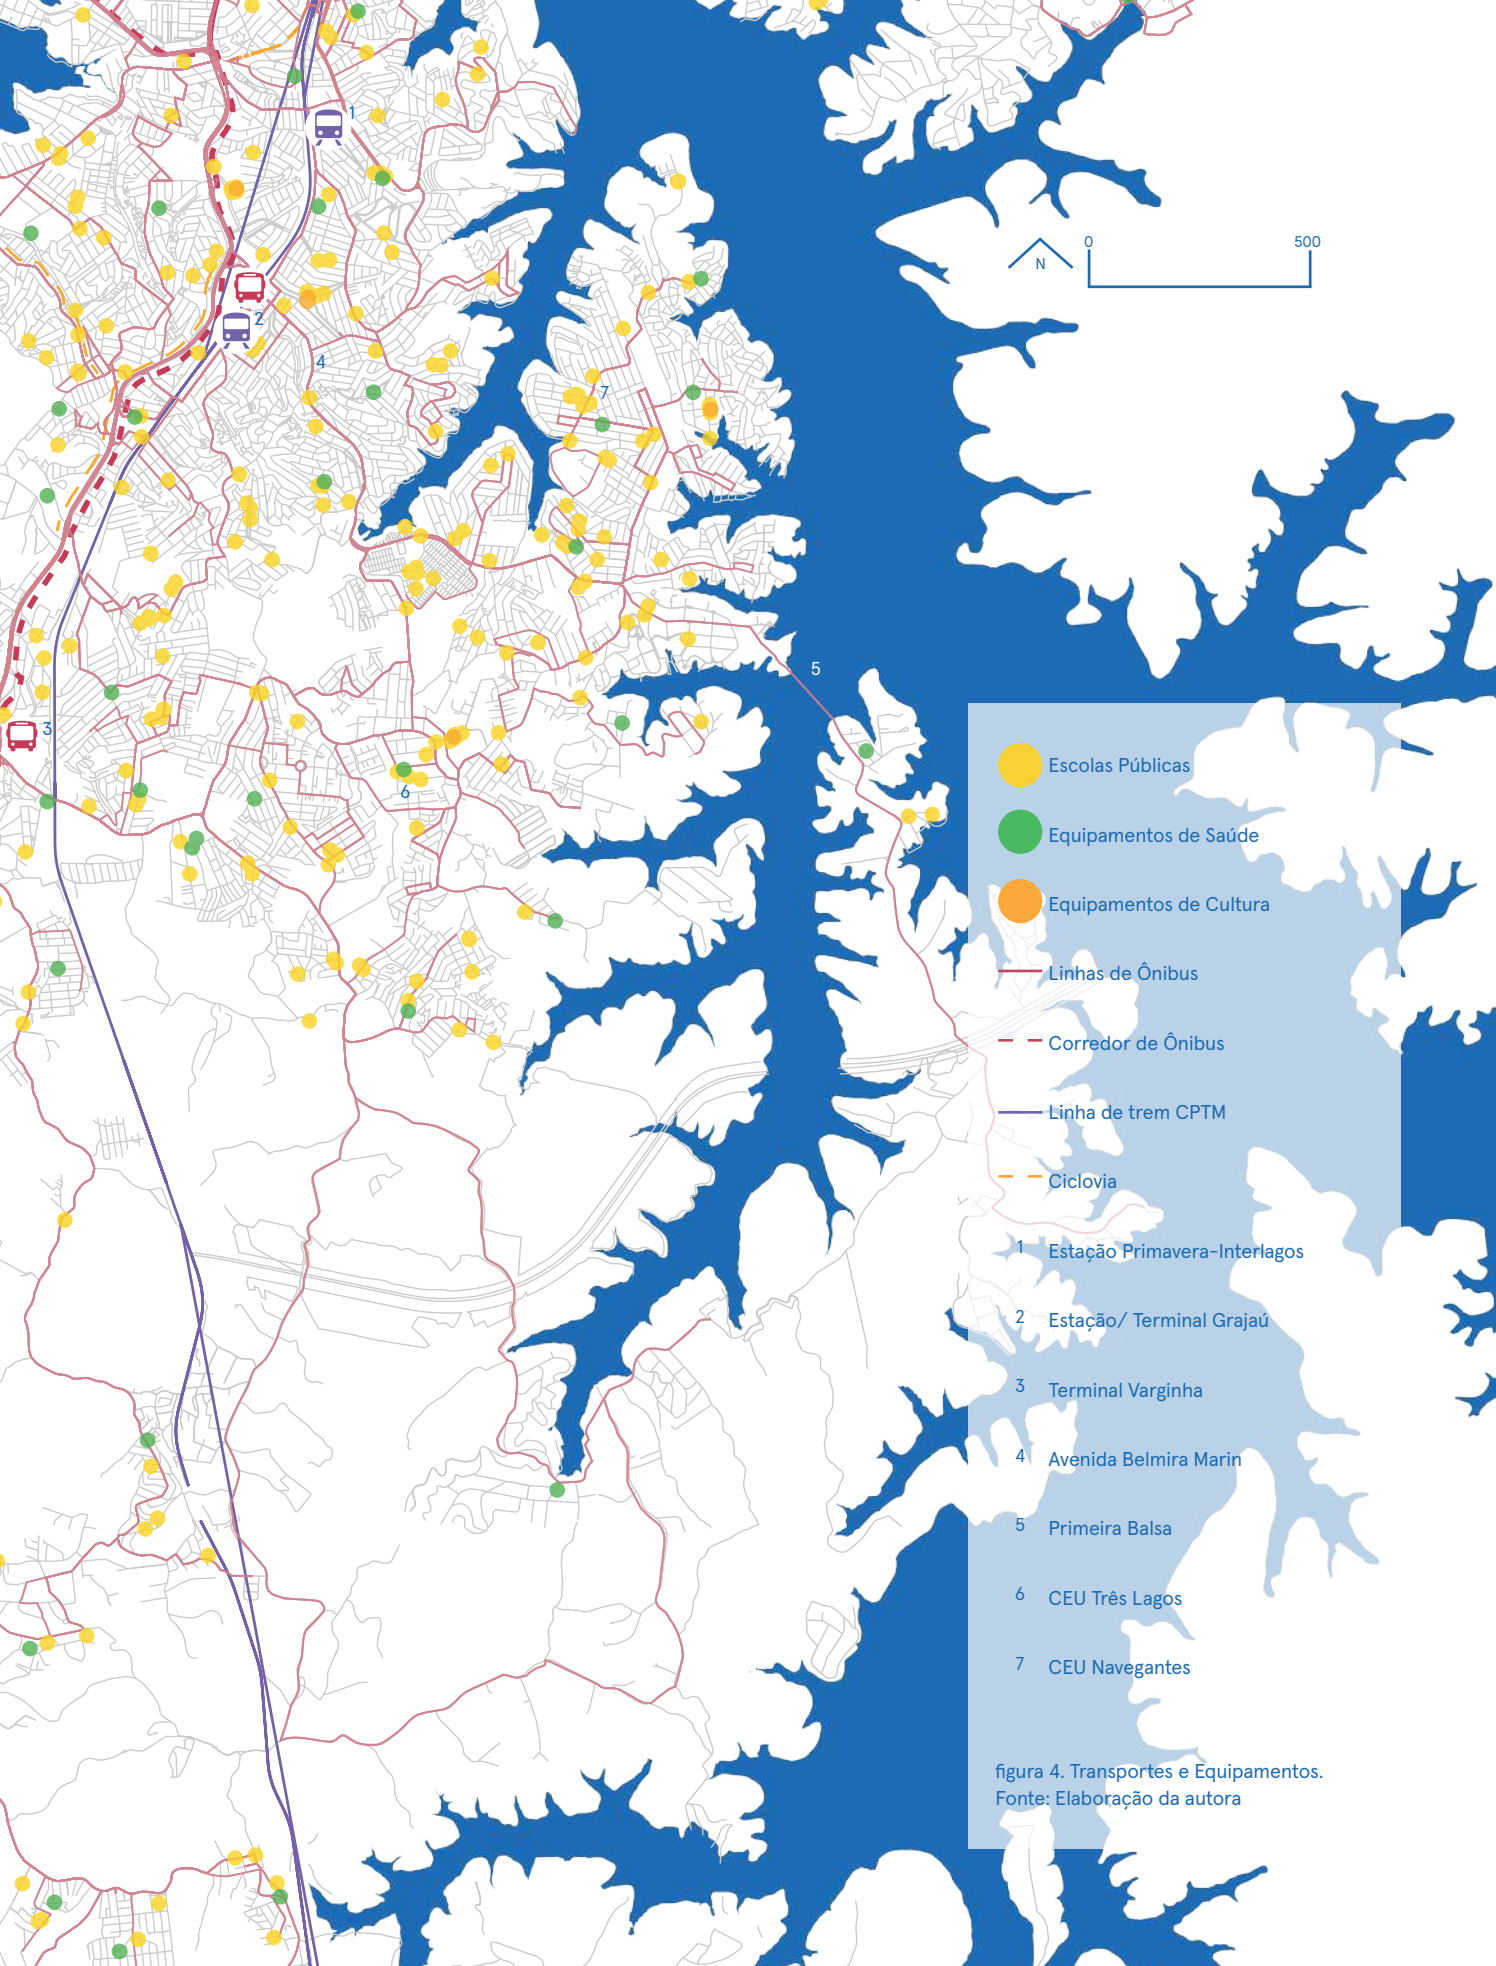 1
0
500
N
2
4
7
5
3
6
Escolas Públicas
Equipamentos de Saúde
Equipamentos de Cultura
Linhas de Ônibus
Corredor de Ônibus
Linha de trem CPTM
Ciclovia
1 Estação Primavera-Interlagos
2 Estação/ Terminal Grajaú
3 Terminal Varginha
4 Avenida Belmira Marin
5 Primeira Balsa
6 CEU Três Lagos
7 CEU Navegantes
figura 4. Transportes e Equipamentos.
Fonte: Elaboração da autora